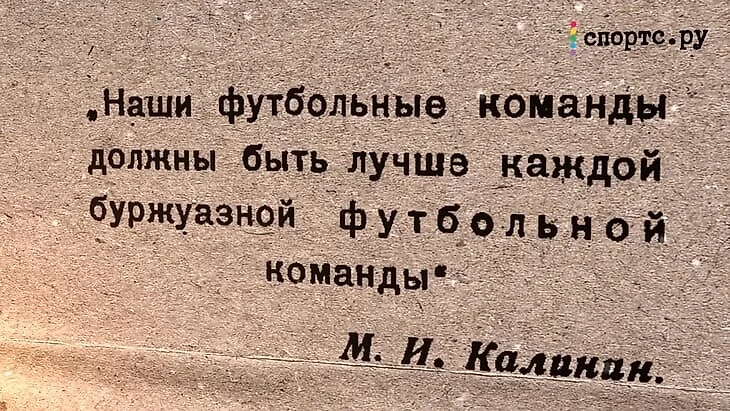 спортс.ру
„Наши футбольные команды
должны быть лучше каждой
буржуазной футбольной
команды“
М. И. Калинин.